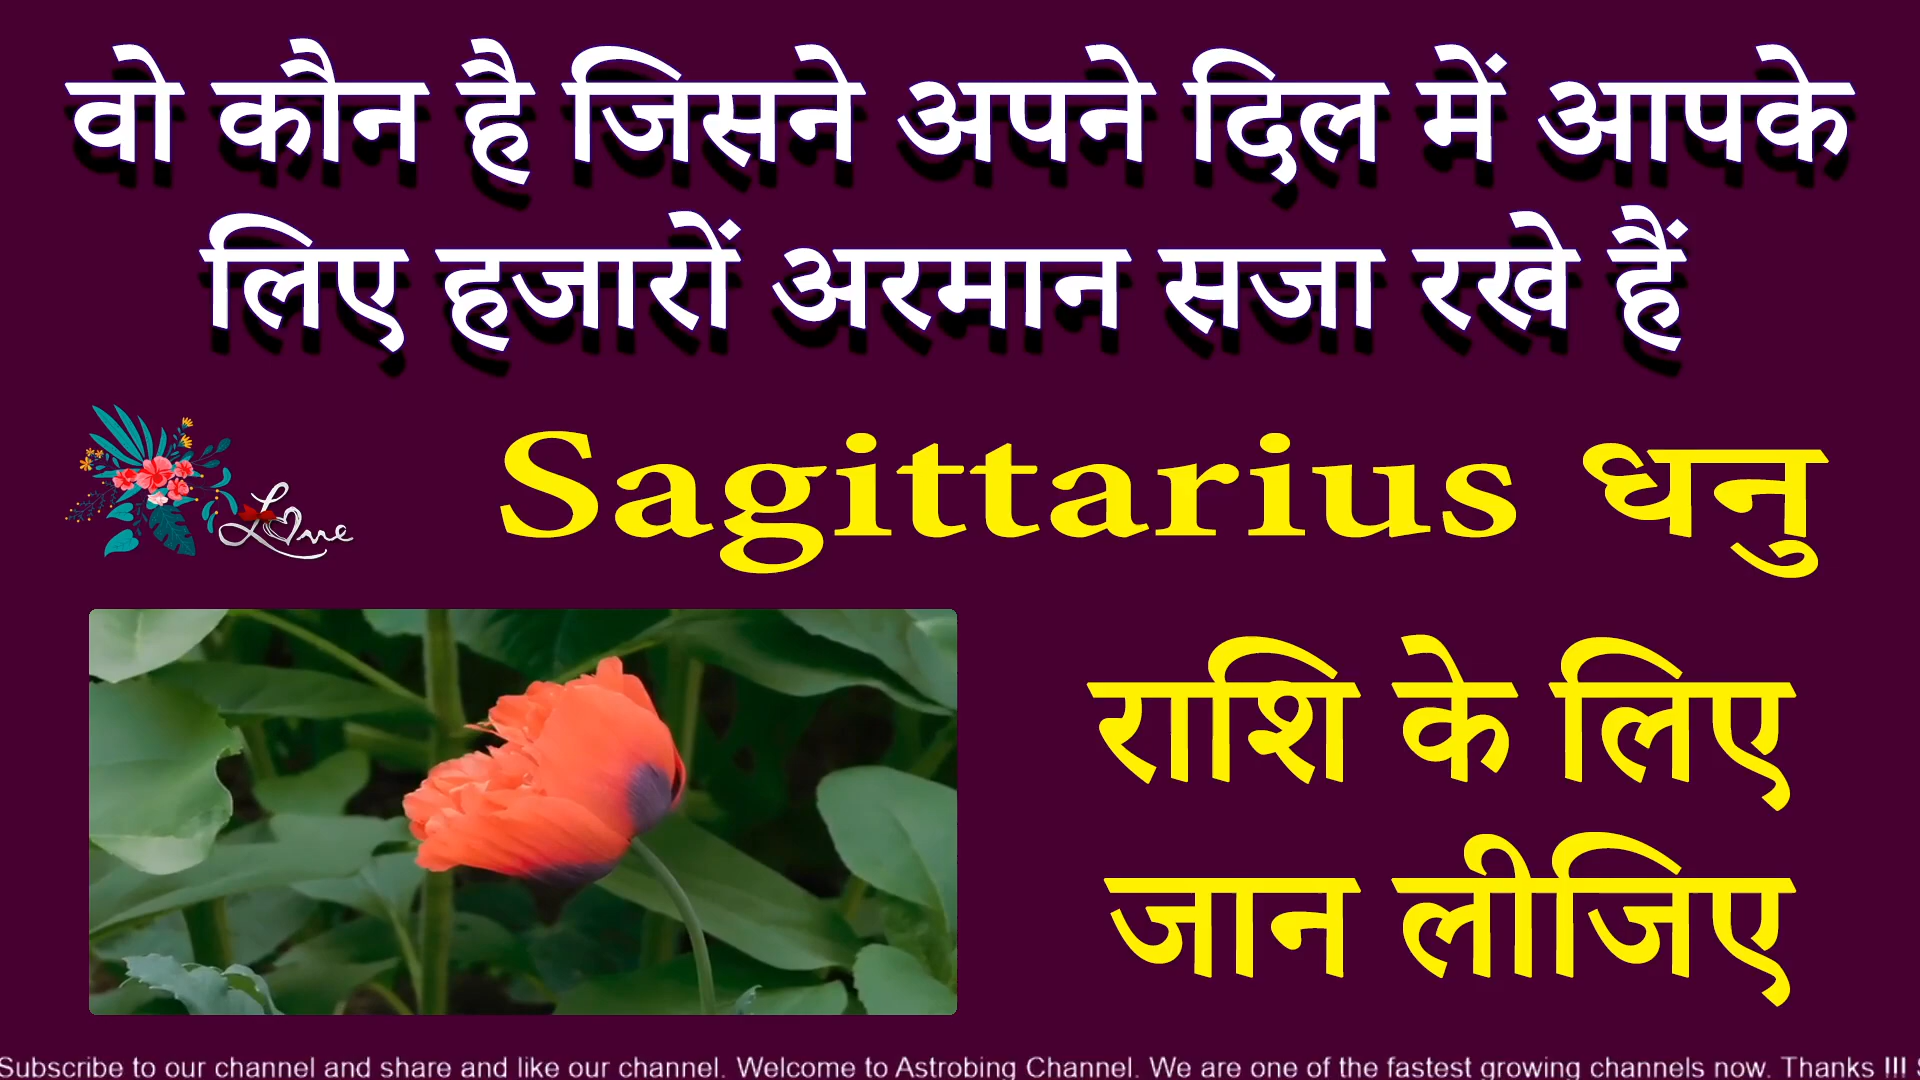 वो कौन है जिसने अपने दिल में आपके
लिए हजारों अरमान सजा रखे हैं
Love
Sagittarius धनु
राशि के लिए
जान लीजिए
Subscribe to our channel and share and like our channel. Welcome to Astrobing Channel. We are one of the fastest growing channels now. Thanks !!! S